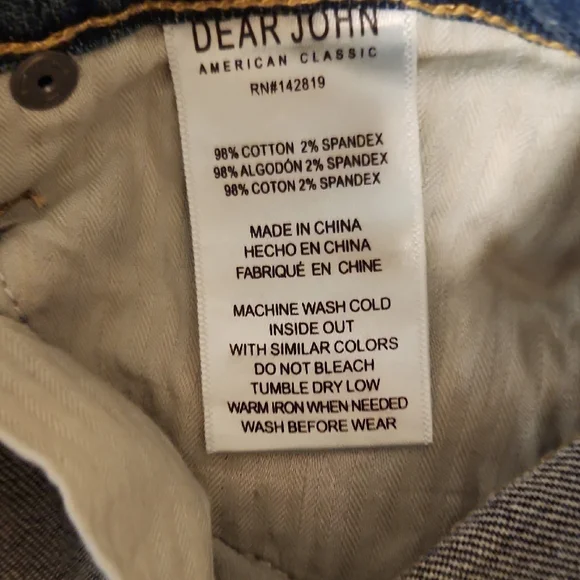 DEAR JOHN
AMERICAN CLASSIC
RN#142819
98% COTTON 2% SPANDEX
98% ALGODÓN 2% SPANDEX
98% COTON 2% SPANDEX
MADE IN CHINA
HECHO EN CHINA
FABRIQUÉ EN CHINE
MACHINE WASH COLD
INSIDE OUT
WITH SIMILAR COLORS
DO NOT BLEACH
TUMBLE DRY LOW
WARM IRON WHEN NEEDED
WASH BEFORE WEAR